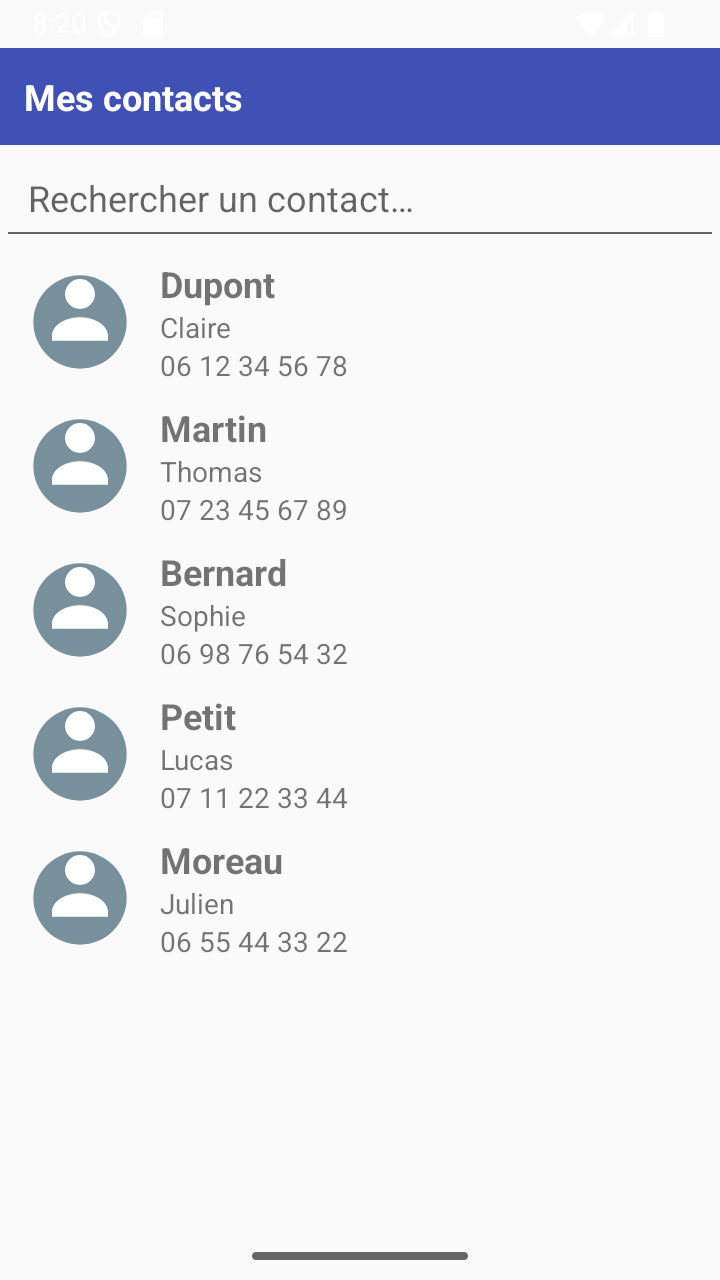 8:20
Mes contacts
Rechercher un contact…
Dupont
Claire
06 12 34 56 78
Martin
Thomas
07 23 45 67 89
Bernard
Sophie
06 98 76 54 32
Petit
Lucas
07 11 22 33 44
Moreau
Julien
06 55 44 33 22